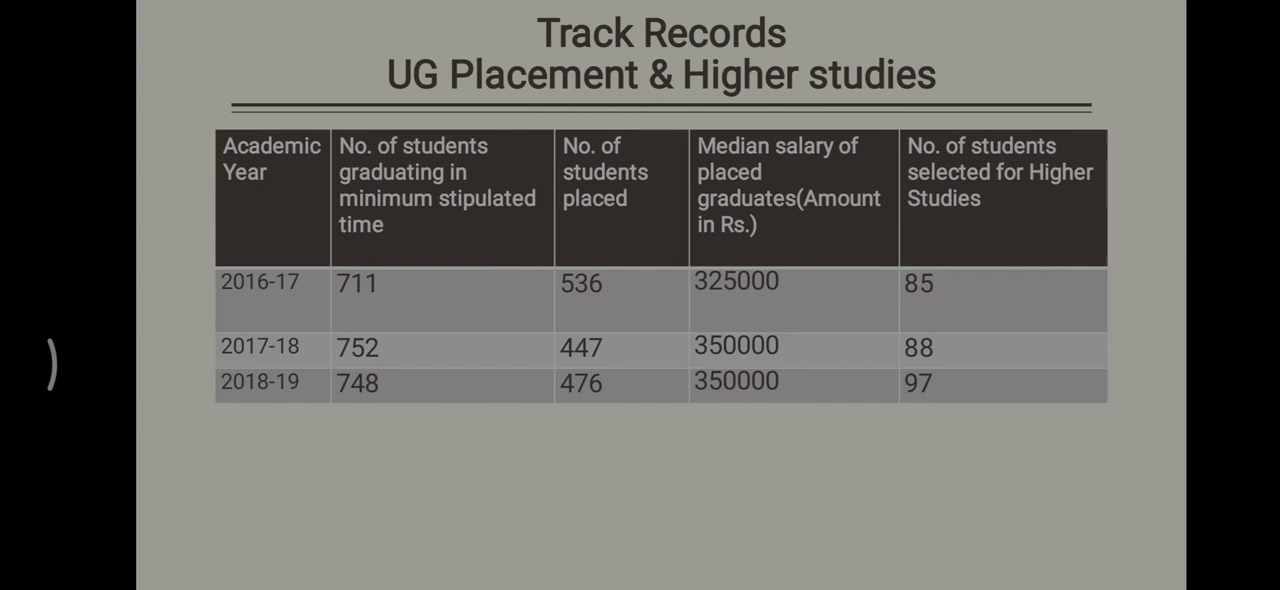 Track Records
UG Placement & Higher studies
Academic Year
No. of students graduating in minimum stipulated time
No. of students placed
Median salary of placed graduates(Amount in Rs.)
No. of students selected for Higher Studies
2016-17 711 536 325000 85
2017-18 752 447 350000 88
2018-19 748 476 350000 97